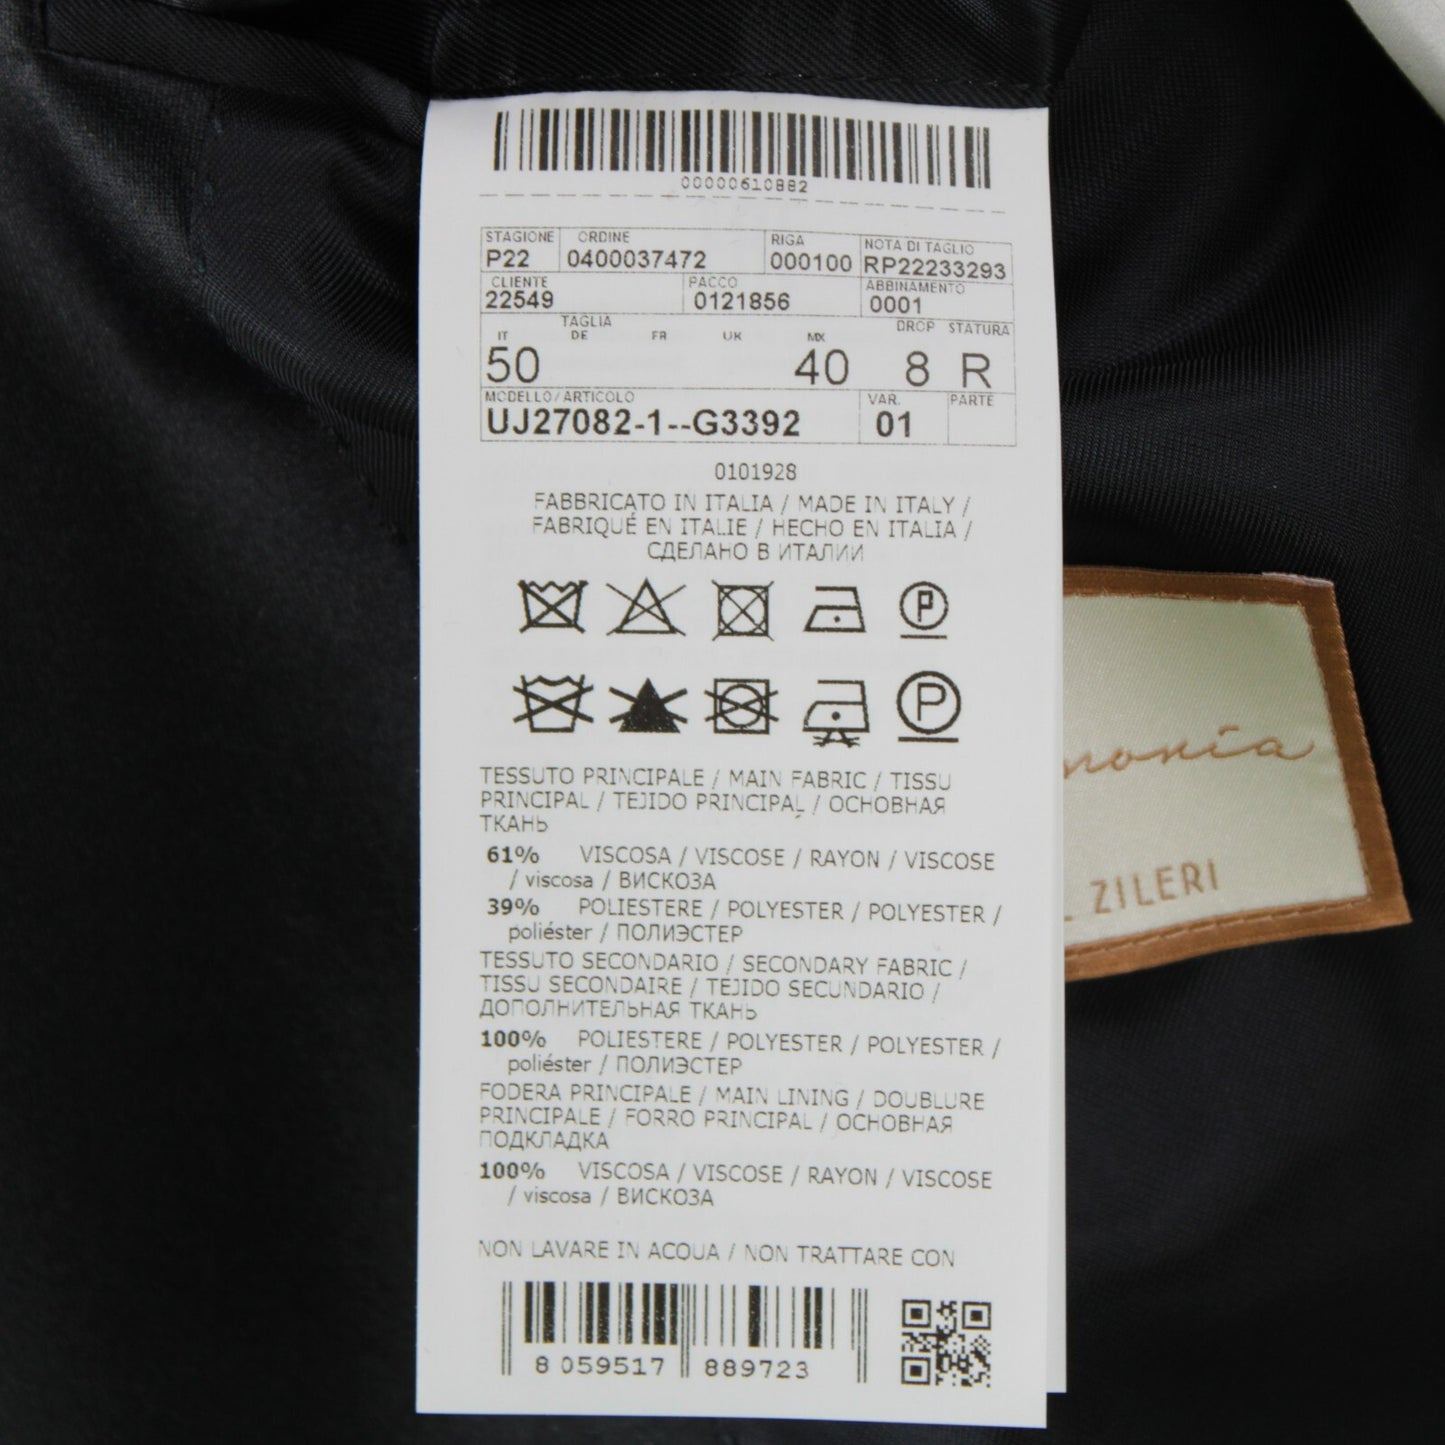 00000610882
STAGIONE ORDINE RIGA NOTA DI TAGLIO
P22 0400037472 000100 RP22233293
CLIENTE PACCO ABBINAMENTO
22549 0121856 0001
TAGLIA DROP STATURA
IT DE FR UK MX
50 40 8 R
MODELLO/ARTICOLO VAR. PARTE
UJ27082-1--G3392 01
0101928
FABBRICATO IN ITALIA / MADE IN ITALY /
FABRIQUÉ EN ITALIE / HECHO EN ITALIA /
СДЕЛАНО В ИТАЛИИ
P
P
TESSUTO PRINCIPALE / MAIN FABRIC / TISSU
PRINCIPAL / TEJIDO PRINCIPAL / ОСНОВНАЯ
ТКАНЬ
61% VISCOSA / VISCOSE / RAYON / VISCOSE
/ viscosa / ВИСКОЗА
39% POLIESTERE / POLYESTER / POLYESTER /
poliéster / ПОЛИЭСТЕР
TESSUTO SECONDARIO / SECONDARY FABRIC /
TISSU SECONDAIRE / TEJIDO SECUNDARIO /
ДОПОЛНИТЕЛЬНАЯ ТКАНЬ
100% POLIESTERE / POLYESTER / POLYESTER /
poliéster / ПОЛИЭСТЕР
FODERA PRINCIPALE / MAIN LINING / DOUBLURE
PRINCIPALE / FORRO PRINCIPAL / ОСНОВНАЯ
ПОДКЛАДКА
100% VISCOSA / VISCOSE / RAYON / VISCOSE
/ viscosa / ВИСКОЗА
NON LAVARE IN ACQUA / NON TRATTARE CON
8 059517 889723
monia
ZILERI